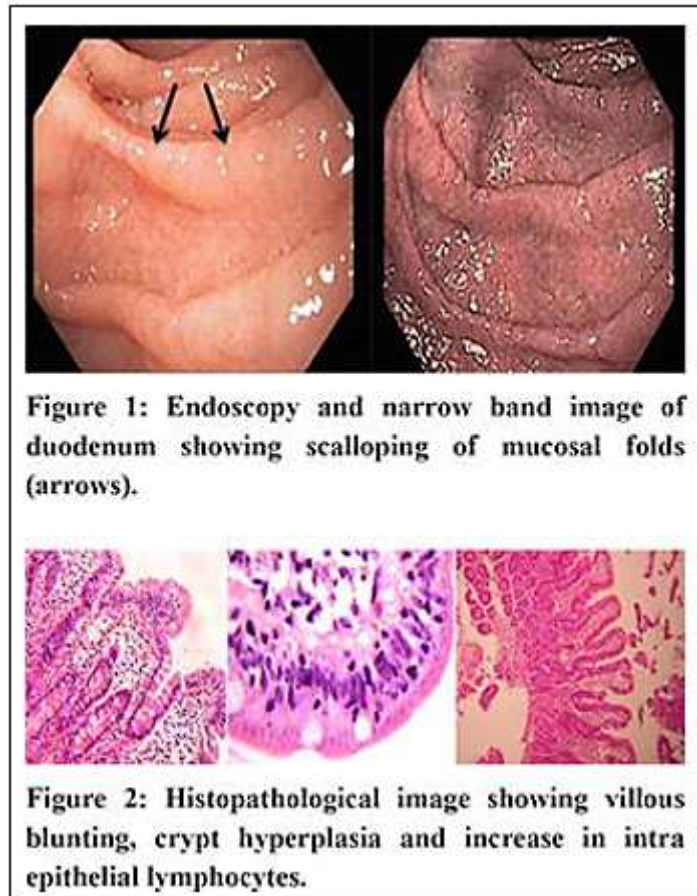 Figure 1: Endoscopy and narrow band image of
duodenum showing scalloping of mucosal folds
(arrows).
Figure 2: Histopathological image showing villous
blunting, crypt hyperplasia and increase in intra
epithelial lymphocytes.